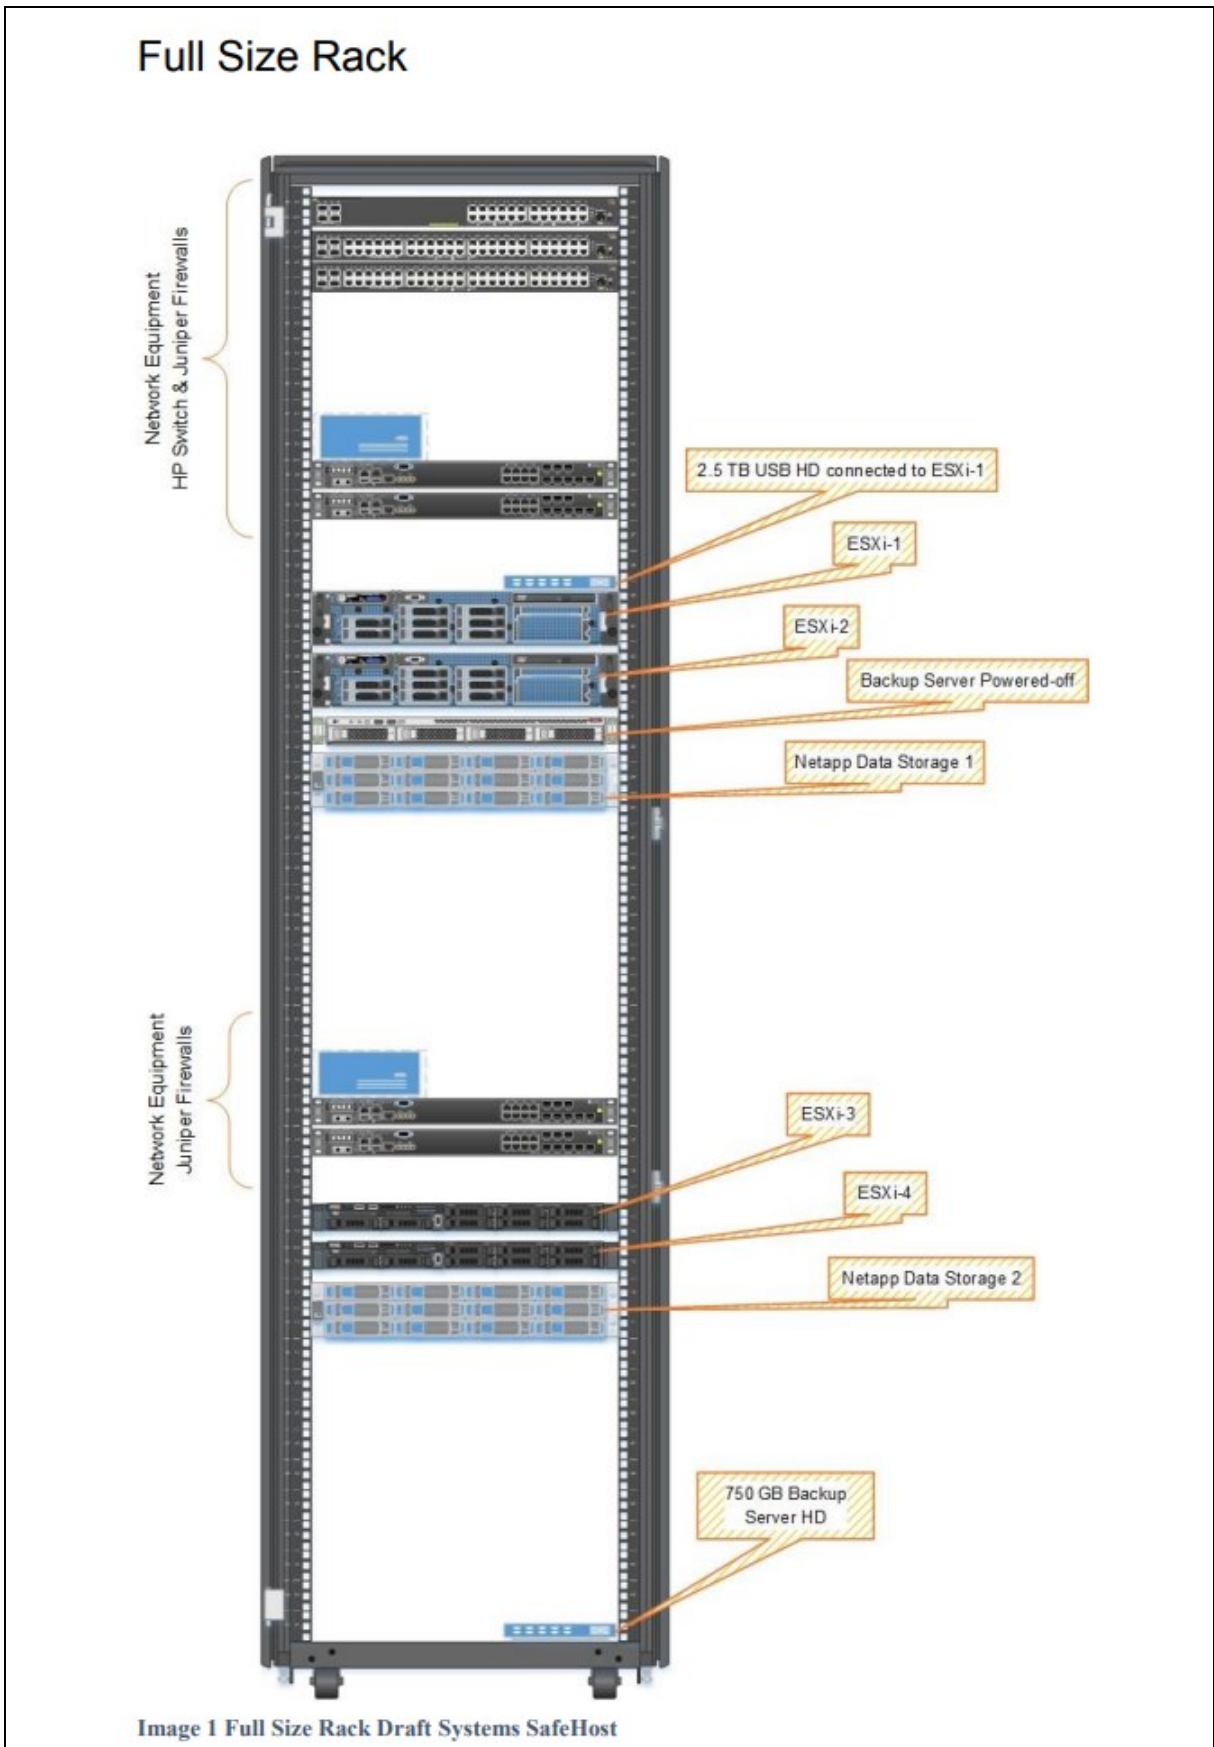 Full Size Rack
Network Equipment
HP Switch & Juniper Firewalls
2.5 TB USB HD connected to ESXi-1
ESXi-1
ESXi-2
Backup Server Powered-off
Netapp Data Storage 1
Network Equipment
Juniper Firewalls
ESXi-3
ESXi-4
Netapp Data Storage 2
750 GB Backup
Server HD
Image 1 Full Size Rack Draft Systems SafeHost